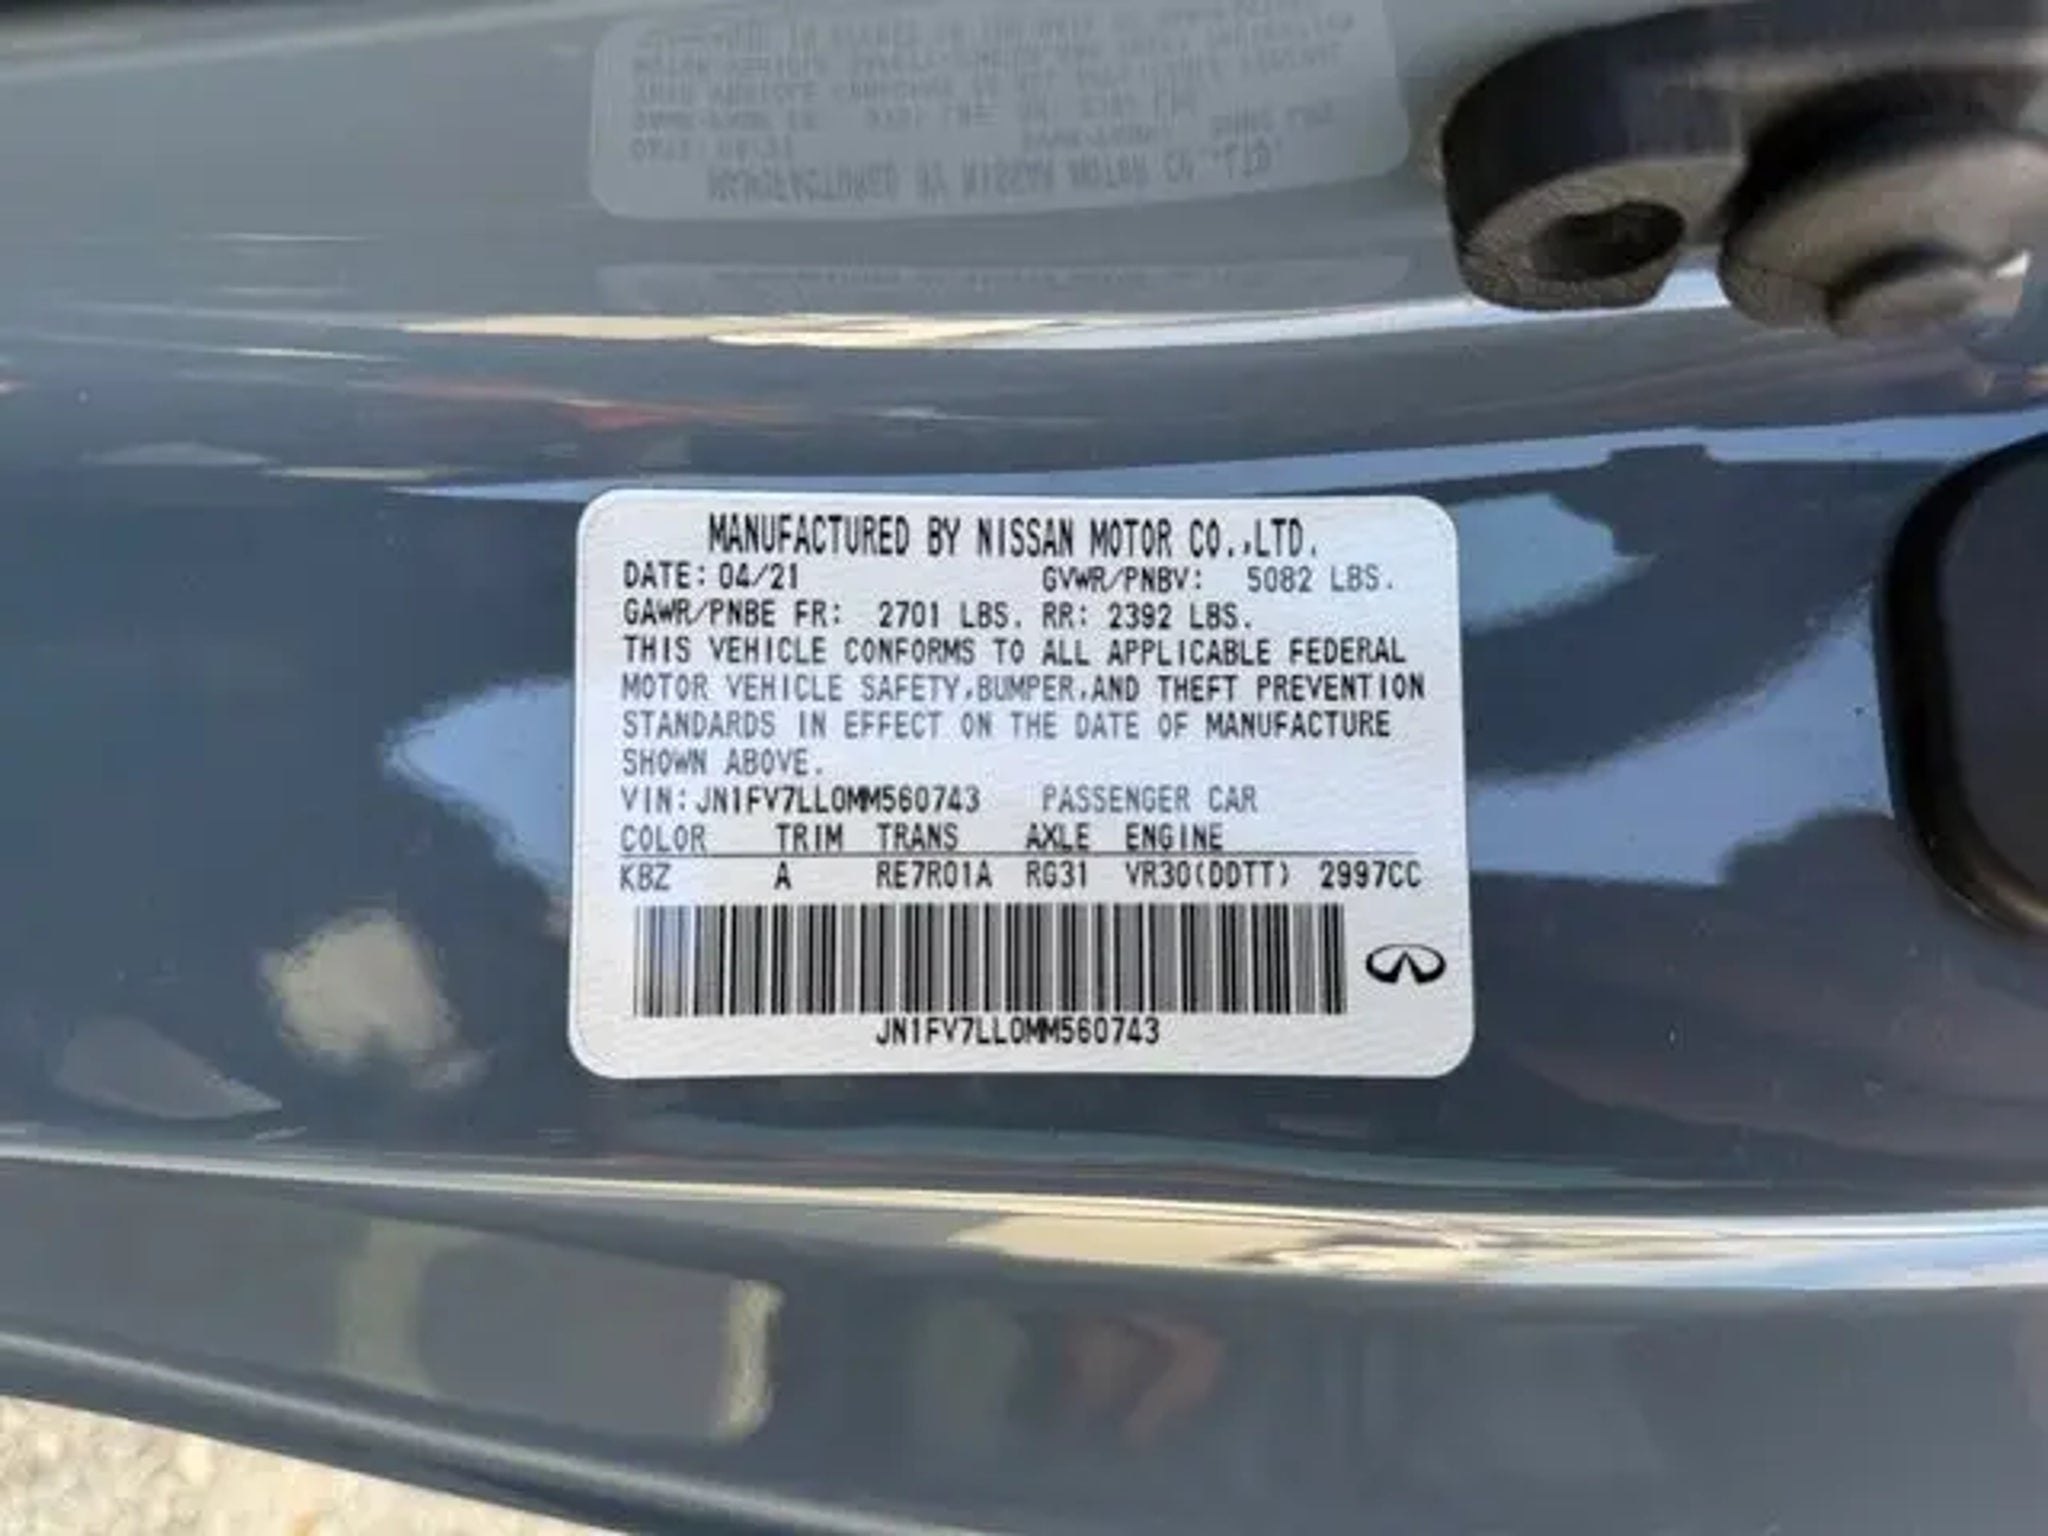 MANUFACTURED BY NISSAN MOTOR CO.,LTD.
DATE: 04/21 GVWR/PNBV: 5082 LBS.
GAWR/PNBE FR: 2701 LBS. RR: 2392 LBS.
THIS VEHICLE CONFORMS TO ALL APPLICABLE FEDERAL
MOTOR VEHICLE SAFETY,BUMPER,AND THEFT PREVENTION
STANDARDS IN EFFECT ON THE DATE OF MANUFACTURE
SHOWN ABOVE.
VIN: JN1FV7LL0MM560743 PASSENGER CAR
COLOR TRIM TRANS AXLE ENGINE
KBZ A RE7R01A RG31 VR30(DDTT) 2997CC
JN1FV7LL0MM560743